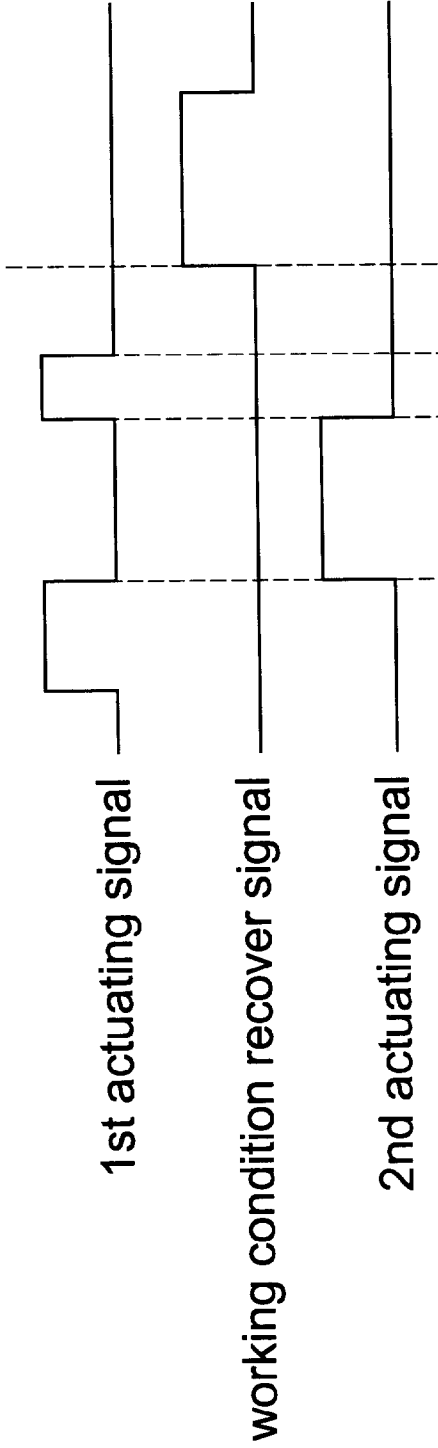 1st actuating signal
working condition recover signal
2nd actuating signal